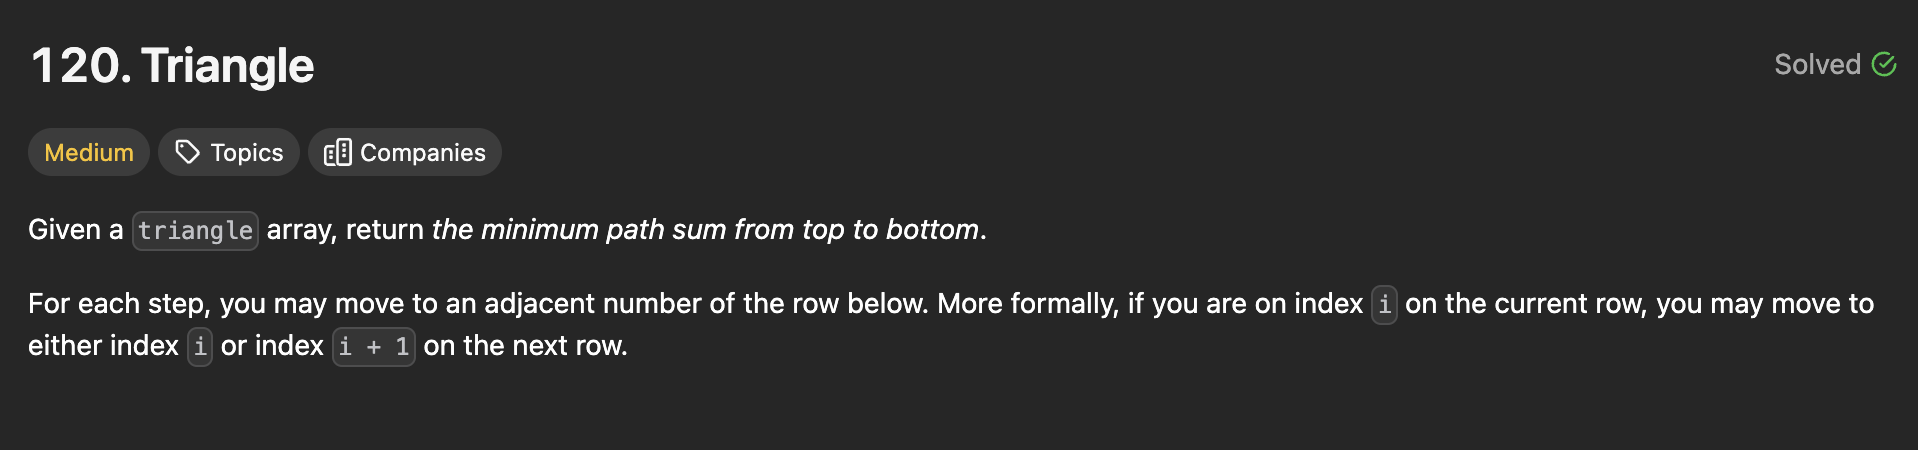 120. Triangle
Solved
Medium
Topics
Companies
Given a triangle array, return the minimum path sum from top to bottom.
For each step, you may move to an adjacent number of the row below. More formally, if you are on index i on the current row, you may move to
either index i or index i + 1 on the next row.